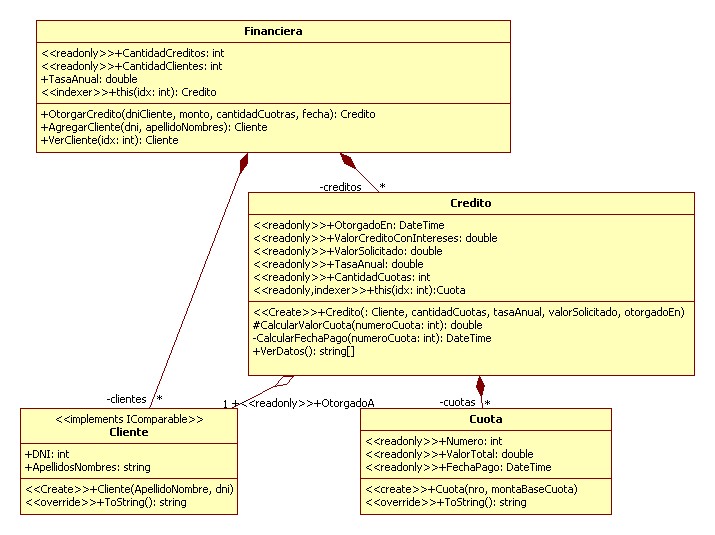 Financiera
<<readonly>>+CantidadCreditos: int
<<readonly>>+CantidadClientes: int
+TasaAnual: double
<<indexer>>+this(idx: int): Credito
+OtorgarCredito(dniCliente, monto, cantidadCuotras, fecha): Credito
+AgregarCliente(dni, apellidoNombres): Cliente
+VerCliente(idx: int): Cliente
-creditos *
Credito
<<readonly>>+OtorgadoEn: DateTime
<<readonly>>+ValorCreditoConIntereses: double
<<readonly>>+ValorSolicitado: double
<<readonly>>+TasaAnual: double
<<readonly>>+CantidadCuotas: int
<<readonly,indexer>>+this(idx: int):Cuota
<<Create>>+Credito(: Cliente, cantidadCuotas, tasaAnual, valorSolicitado, otorgadoEn)
#CalcularValorCuota(numeroCuota: int): double
-CalcularFechaPago(numeroCuota: int): DateTime
+VerDatos(): string[]
-clientes *
1 +<<readonly>>+OtorgadoA
-cuotas *
<<implements IComparable>>
Cliente
+DNI: int
+ApellidosNombres: string
<<Create>>+Cliente(ApellidoNombre, dni)
<<override>>+ToString(): string
Cuota
<<readonly>>+Numero: int
<<readonly>>+ValorTotal: double
<<readonly>>+FechaPago: DateTime
<<create>>+Cuota(nro, montaBaseCuota)
<<override>>+ToString(): string